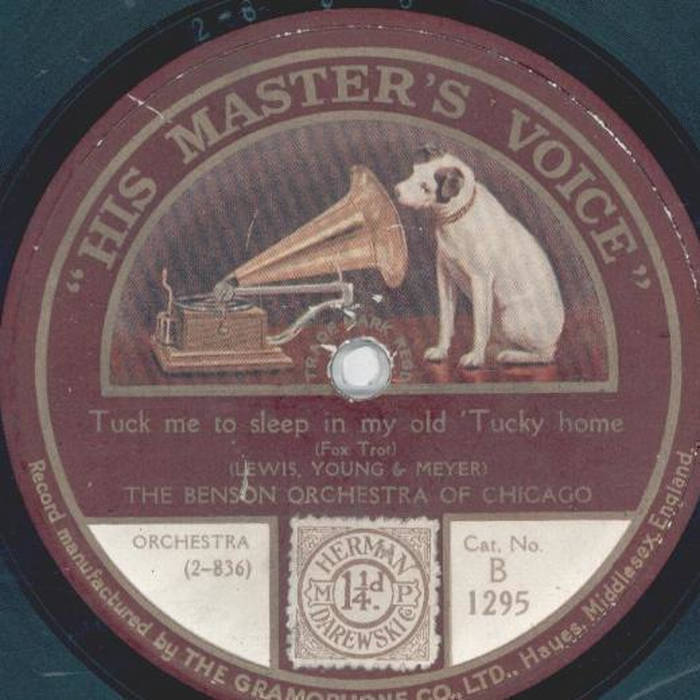 2-8
"HIS MASTER'S VOICE"
TRADE MARK REGD
Tuck me to sleep in my old 'Tucky home
(Fox Trot)
(LEWIS, YOUNG & MEYER)
THE BENSON ORCHESTRA OF CHICAGO
ORCHESTRA
(2-836)
HERMAN
M 1¼d. P
DAREWSKI Co
Cat. No.
B
1295
Record manufactured by THE GRAMOPHONE CO., LTD., Hayes, Middlesex, England.